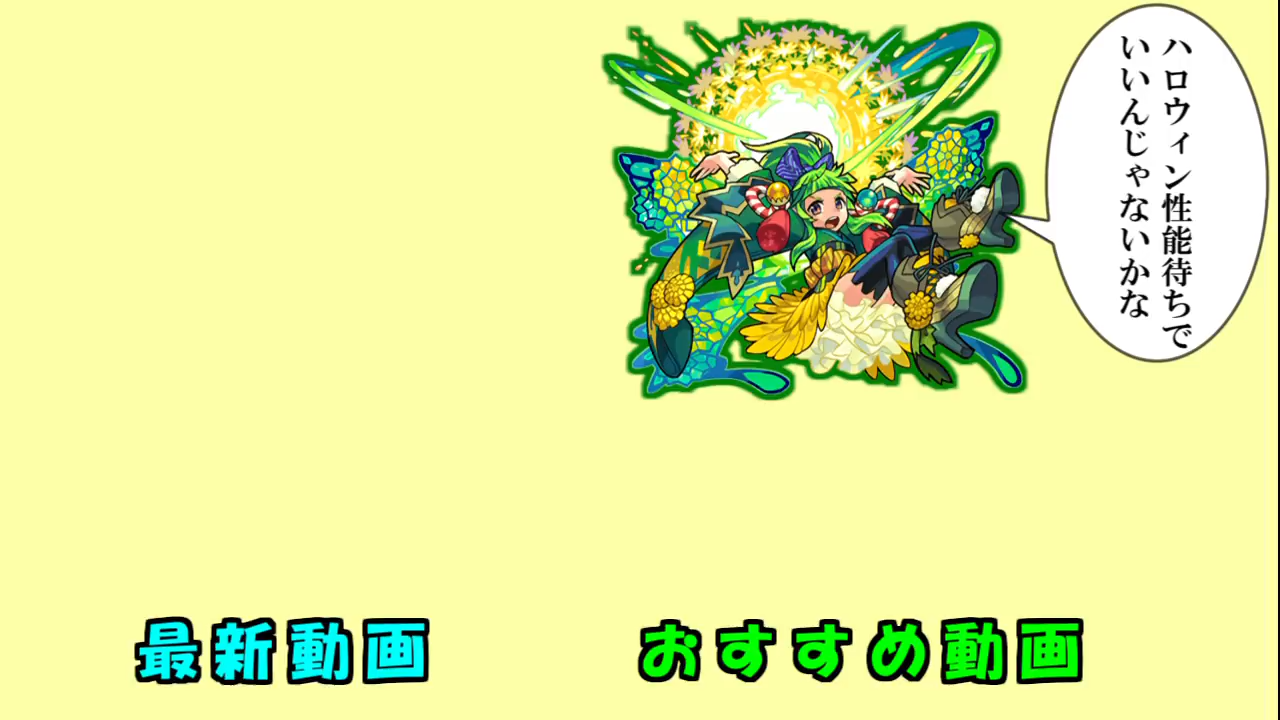 ハロウィン性能待ちで
いいんじゃないかな
最新動画
おすすめ動画